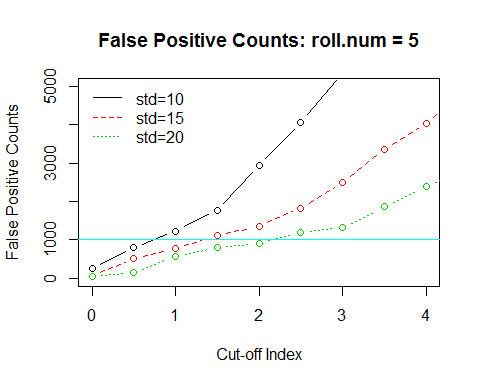 False Positive Counts: roll.num = 5
False Positive Counts
5000
3000
1000
0
std=10
std=15
std=20
0 1 2 3 4
Cut-off Index